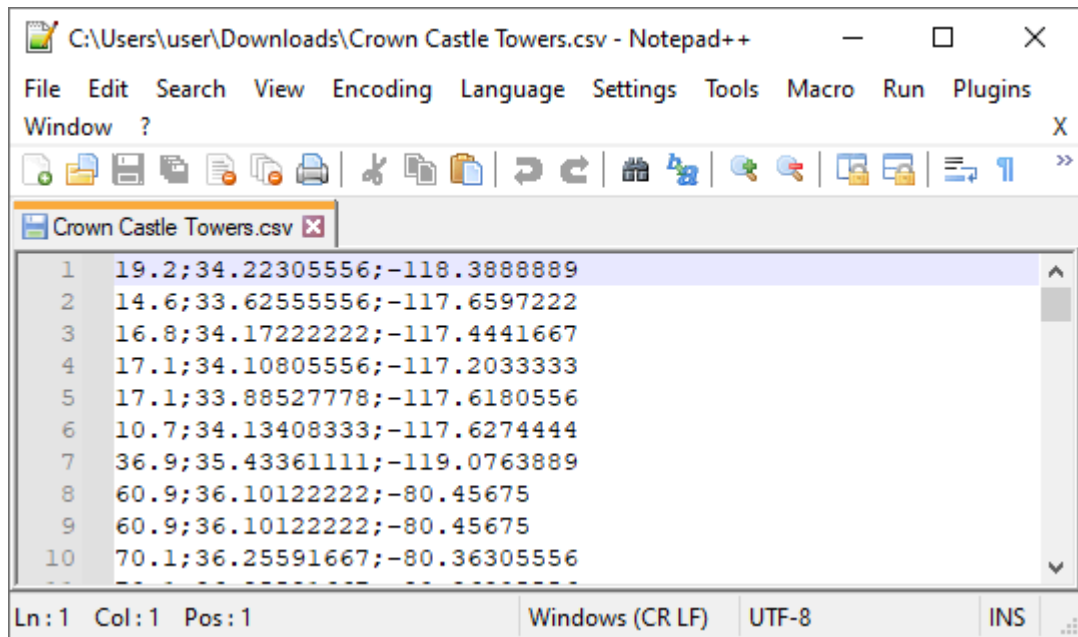 C:\Users\user\Downloads\Crown Castle Towers.csv - Notepad++
File Edit Search View Encoding Language Settings Tools Macro Run Plugins
Window ? X
Crown Castle Towers.csv
1 19.2;34.22305556;-118.3888889
2 14.6;33.62555556;-117.6597222
3 16.8;34.17222222;-117.4441667
4 17.1;34.10805556;-117.2033333
5 17.1;33.88527778;-117.6180556
6 10.7;34.13408333;-117.6274444
7 36.9;35.43361111;-119.0763889
8 60.9;36.10122222;-80.45675
9 60.9;36.10122222;-80.45675
10 70.1;36.25591667;-80.36305556
Ln : 1 Col : 1 Pos : 1 Windows (CR LF) UTF-8 INS